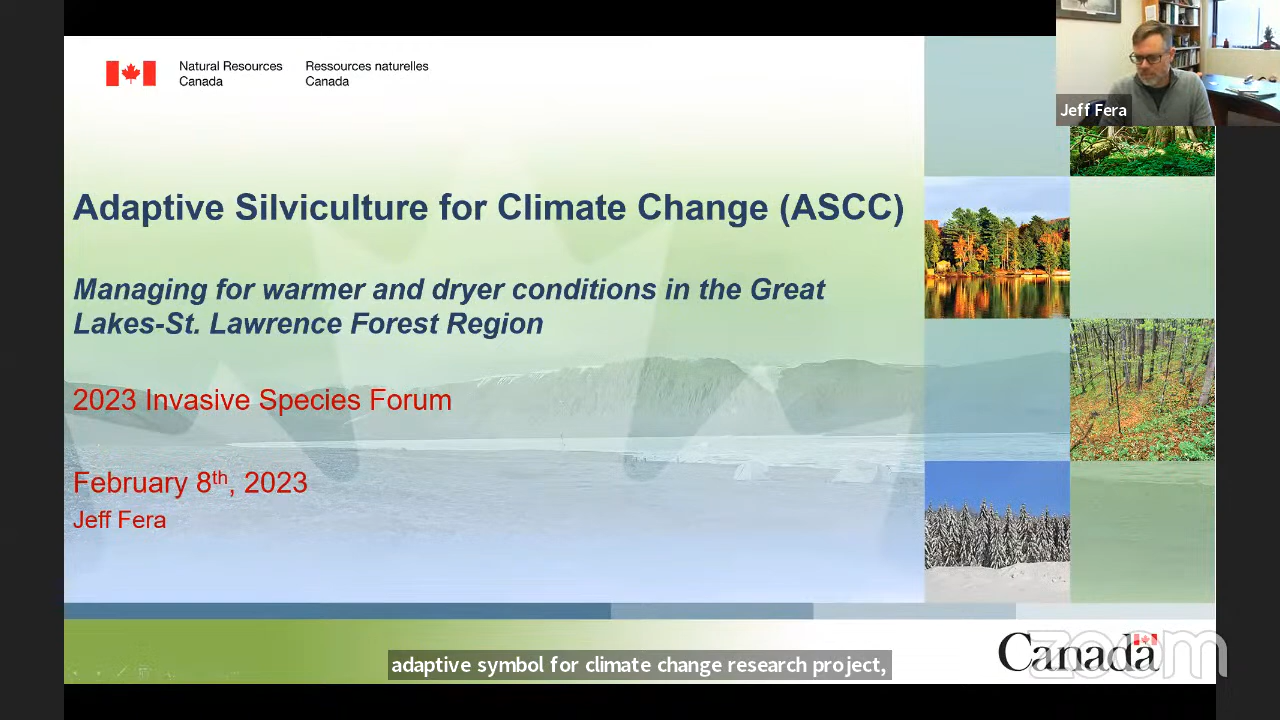 Natural Resources Canada
Ressources naturelles Canada
Jeff Fera
Adaptive Silviculture for Climate Change (ASCC)
Managing for warmer and dryer conditions in the Great
Lakes-St. Lawrence Forest Region
2023 Invasive Species Forum
February 8th, 2023
Jeff Fera
adaptive symbol for climate change research project,
Canada
zoom